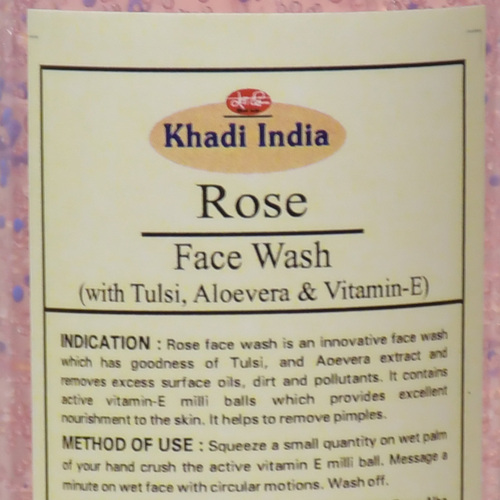 खादी
Khadi India
Rose
Face Wash
(with Tulsi, Aloevera & Vitamin-E)
INDICATION : Rose face wash is an innovative face wash
which has goodness of Tulsi, and Aoevera extract and
removes excess surface oils, dirt and pollutants. It contains
active vitamin-E milli balls which provides excellent
nourishment to the skin. It helps to remove pimples.
METHOD OF USE : Squeeze a small quantity on wet palm
of your hand crush the active vitamin E milli ball. Message a
minute on wet face with circular motions. Wash off.